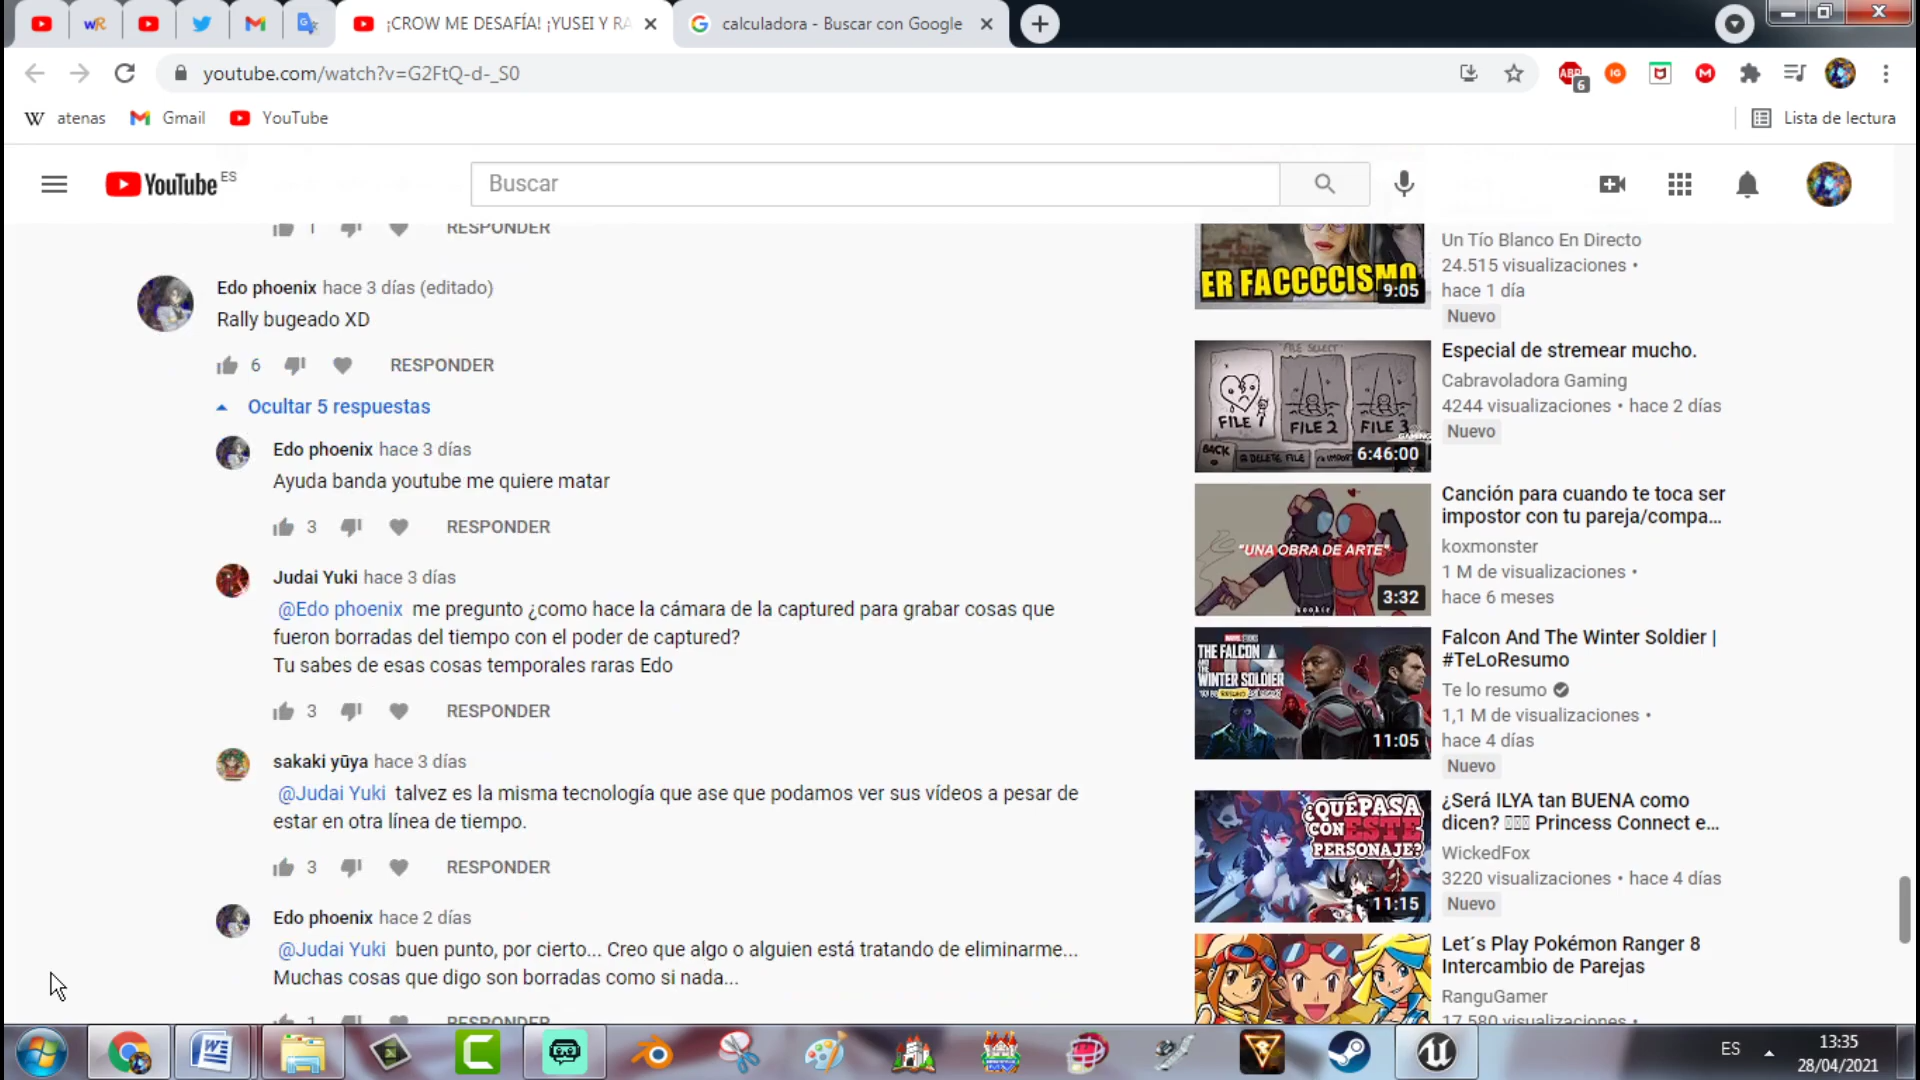 ¡CROW ME DESAFÍA! ¡YUSEI Y RA
calculadora - Buscar con Google
youtube.com/watch?v=G2FtQ-d-_S0
ABP
6
IG
M
W atenas
Gmail
YouTube
Lista de lectura
YouTube ES
Buscar
1
RESPONDER
Edo phoenix hace 3 días (editado)
Rally bugeado XD
6
RESPONDER
Ocultar 5 respuestas
Edo phoenix hace 3 días
Ayuda banda youtube me quiere matar
3
RESPONDER
Judai Yuki hace 3 días
@Edo phoenix me pregunto ¿como hace la cámara de la captured para grabar cosas que
fueron borradas del tiempo con el poder de captured?
Tu sabes de esas cosas temporales raras Edo
3
RESPONDER
sakaki yūya hace 3 días
@Judai Yuki talvez es la misma tecnología que ase que podamos ver sus vídeos a pesar de
estar en otra línea de tiempo.
3
RESPONDER
Edo phoenix hace 2 días
@Judai Yuki buen punto, por cierto... Creo que algo o alguien está tratando de eliminarme...
Muchas cosas que digo son borradas como si nada...
1
RESPONDER
ER FACCCCISMO
9:05
Un Tío Blanco En Directo
24.515 visualizaciones •
hace 1 día
Nuevo
FILE SELECT
FILE 1
FILE 2
FILE 3
BACK
DELETE FILE
GAMING
6:46:00
Especial de stremear mucho.
Cabravoladora Gaming
4244 visualizaciones • hace 2 días
Nuevo
"UNA OBRA DE ARTE"
3:32
Canción para cuando te toca ser
impostor con tu pareja/compa...
koxmonster
1 M de visualizaciones •
hace 6 meses
MARVEL STUDIOS
THE FALCON
AND THE
WINTER SOLDIER
11:05
Falcon And The Winter Soldier |
#TeLoResumo
Te lo resumo
1,1 M de visualizaciones •
hace 4 días
Nuevo
¿QUÉ PASA
CON ESTE
PERSONAJE?
11:15
¿Será ILYA tan BUENA como
dicen? Princess Connect e...
WickedFox
3220 visualizaciones • hace 4 días
Nuevo
Let´s Play Pokémon Ranger 8
Intercambio de Parejas
RanguGamer
17.580 visualizaciones •
ES
13:35
28/04/2021